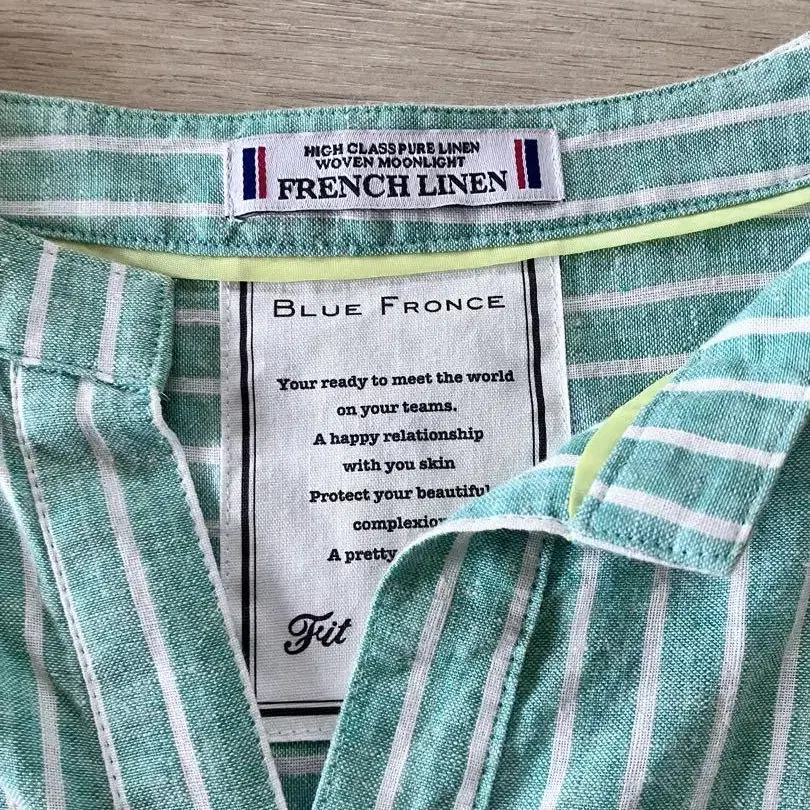 HIGH CLASS PURE LINEN
WOVEN MOONLIGHT
FRENCH LINEN
BLUE FRONCE
Your ready to meet the world
on your teams.
A happy relationship
with you skin
Protect your beautiful
A pretty
Fit